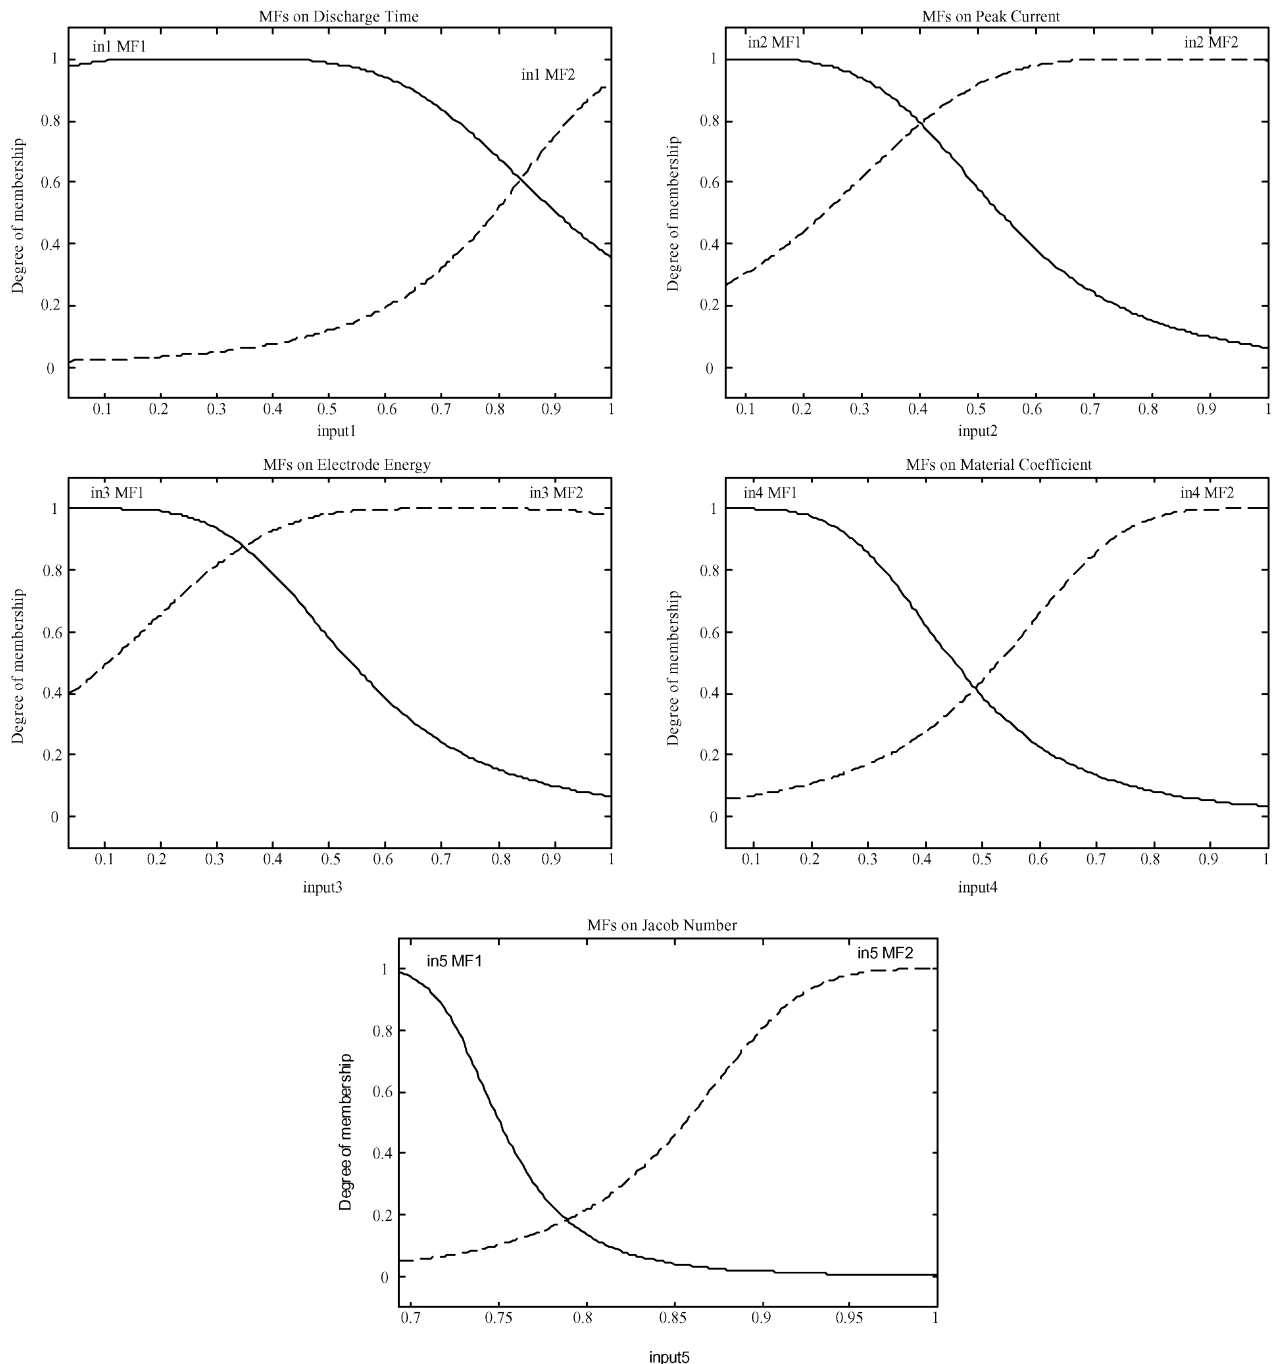 MFs on Discharge Time
in1 MF1
in1 MF2
Degree of membership
1
0.8
0.6
0.4
0.2
0
0.1 0.2 0.3 0.4 0.5 0.6 0.7 0.8 0.9 1
input1
MFs on Peak Current
in2 MF1 in2 MF2
Degree of membership
1
0.8
0.6
0.4
0.2
0
0.1 0.2 0.3 0.4 0.5 0.6 0.7 0.8 0.9 1
input2
MFs on Electrode Energy
in3 MF1 in3 MF2
Degree of membership
1
0.8
0.6
0.4
0.2
0
0.1 0.2 0.3 0.4 0.5 0.6 0.7 0.8 0.9 1
input3
MFs on Material Coefficient
in4 MF1 in4 MF2
Degree of membership
1
0.8
0.6
0.4
0.2
0
0.1 0.2 0.3 0.4 0.5 0.6 0.7 0.8 0.9 1
input4
MFs on Jacob Number
in5 MF1 in5 MF2
Degree of membership
1
0.8
0.6
0.4
0.2
0
0.7 0.75 0.8 0.85 0.9 0.95 1
input5